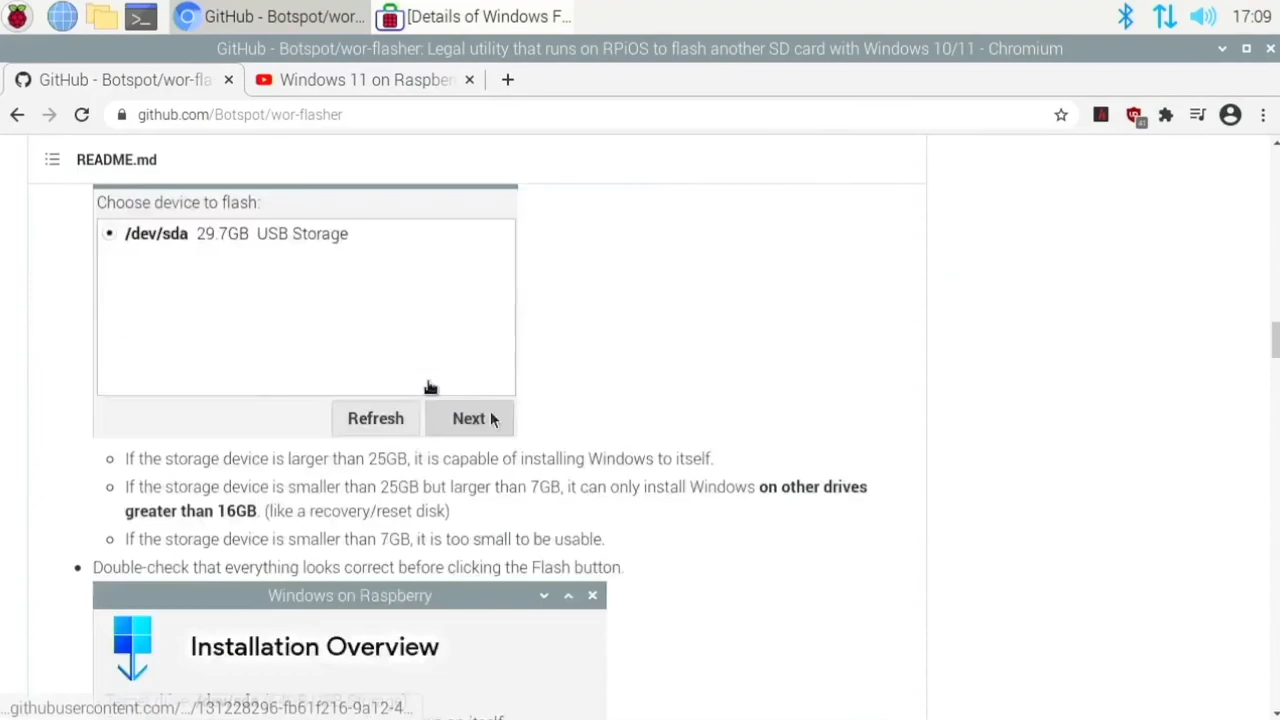 GitHub - Botspot/wor...
[Details of Windows F...
17:09
GitHub - Botspot/wor-flasher: Legal utility that runs on RPiOS to flash another SD card with Windows 10/11 - Chromium
GitHub - Botspot/wor-fla
Windows 11 on Raspberr
github.com/Botspot/wor-flasher
41
README.md
Choose device to flash:
/dev/sda 29.7GB USB Storage
Refresh
Next
If the storage device is larger than 25GB, it is capable of installing Windows to itself.
If the storage device is smaller than 25GB but larger than 7GB, it can only install Windows on other drives
greater than 16GB. (like a recovery/reset disk)
If the storage device is smaller than 7GB, it is too small to be usable.
Double-check that everything looks correct before clicking the Flash button.
Windows on Raspberry
Installation Overview
...githubusercontent.com/.../131228296-fb61f216-9a12-4...